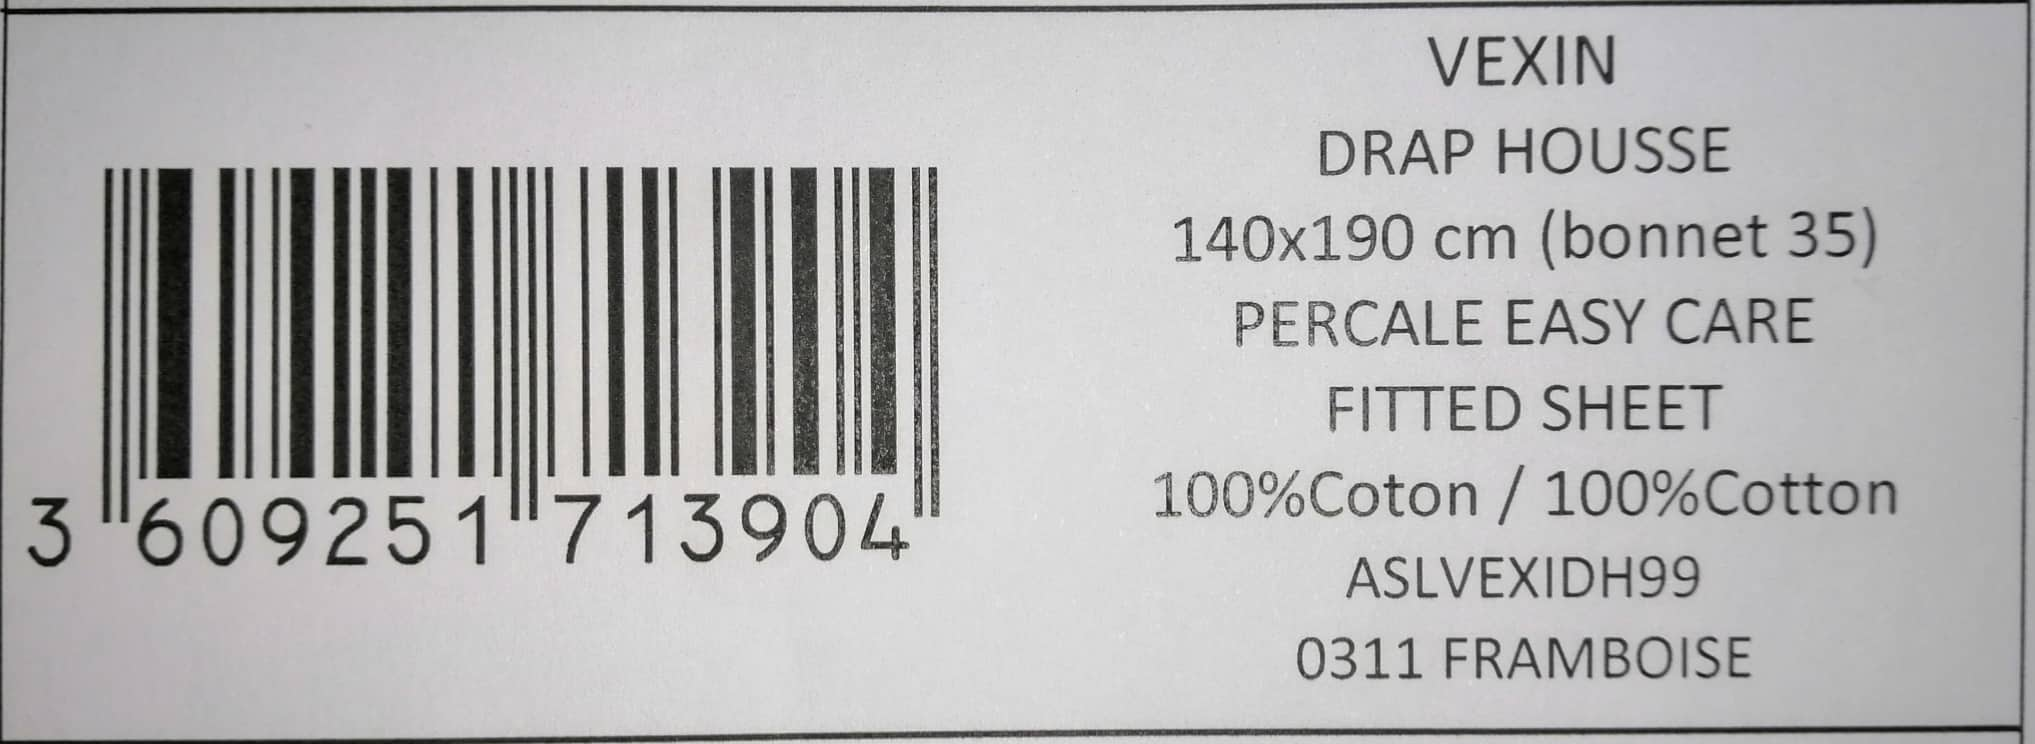 VEXIN
DRAP HOUSSE
140x190 cm (bonnet 35)
PERCALE EASY CARE
FITTED SHEET
100%Coton / 100%Cotton
ASLVEXIDH99
0311 FRAMBOISE
3 609251 713904